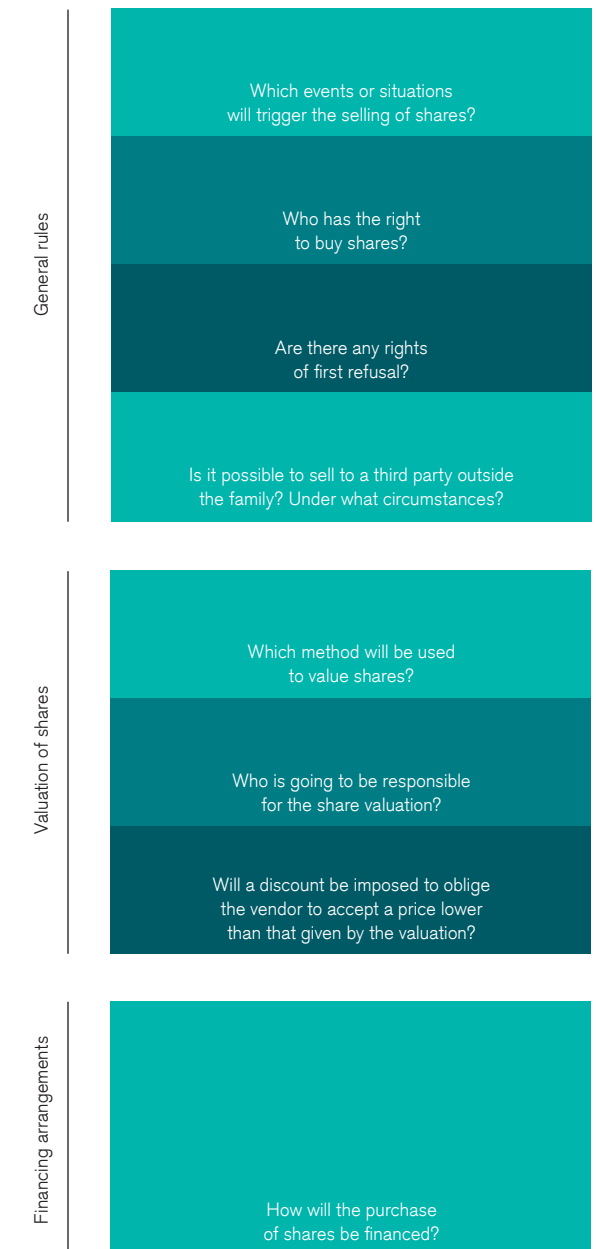 General rules
Which events or situations
will trigger the selling of shares?
Who has the right
to buy shares?
Are there any rights
of first refusal?
Is it possible to sell to a third party outside
the family? Under what circumstances?
Valuation of shares
Which method will be used
to value shares?
Who is going to be responsible
for the share valuation?
Will a discount be imposed to oblige
the vendor to accept a price lower
than that given by the valuation?
Financing arrangements
How will the purchase
of shares be financed?